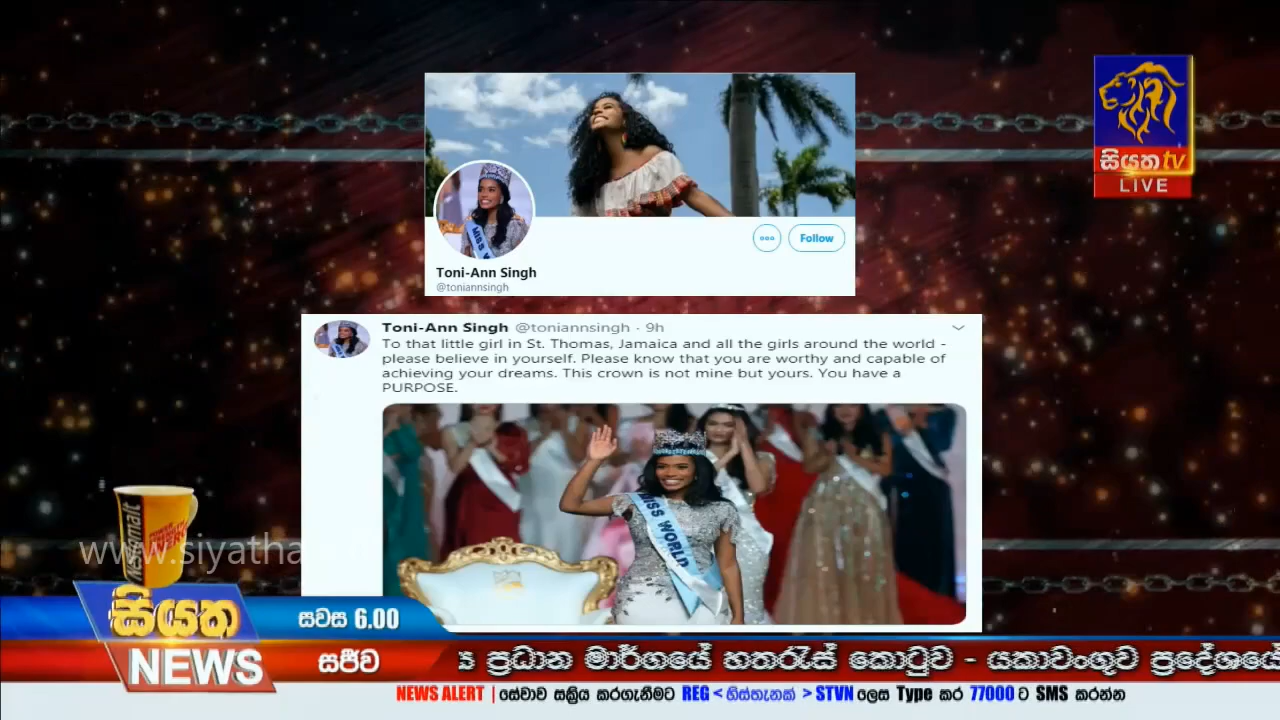 සියත tv
LIVE
MISS W
Follow
Toni-Ann Singh
@toniannsingh
Toni-Ann Singh @toniannsingh · 9h
To that little girl in St. Thomas, Jamaica and all the girls around the world -
please believe in yourself. Please know that you are worthy and capable of
achieving your dreams. This crown is not mine but yours. You have a
PURPOSE.
MISS WORLD
www.siyatha
සියත
NEWS
සවස 6.00
සජීව
ප්‍රධාන මාර්ගයේ හතරැස් කොටුව - යකාවංගුව ප්‍රදේශයේ
NEWS ALERT | සේවාව සක්‍රිය කරගැනීමට REG < හිස්තැනක් > STVN ලෙස Type කර 77000 ට SMS කරන්න